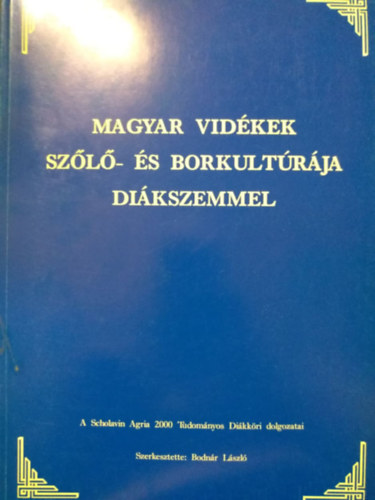 MAGYAR VIDÉKEK
SZŐLŐ- ÉS BORKULTÚRÁJA
DIÁKSZEMMEL
A Scholavin Agria 2000 Tudományos Diákköri dolgozatai
Szerkesztette: Bodnár László